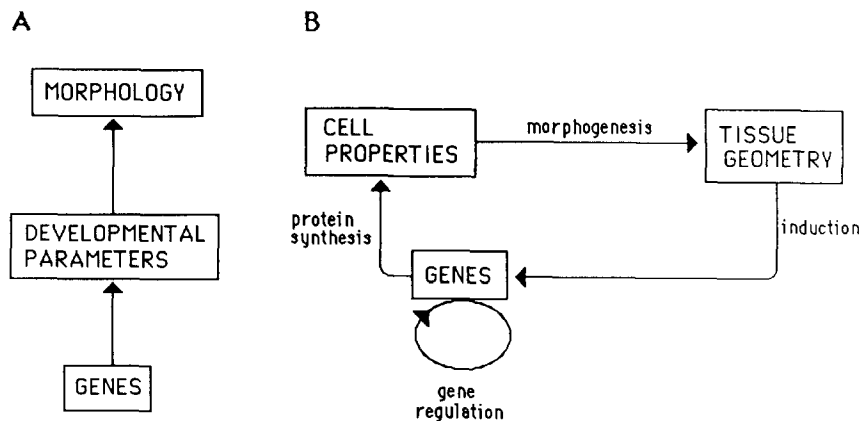 A
MORPHOLOGY
DEVELOPMENTAL
PARAMETERS
GENES
B
CELL
PROPERTIES
morphogenesis
TISSUE
GEOMETRY
protein
synthesis
induction
GENES
gene
regulation